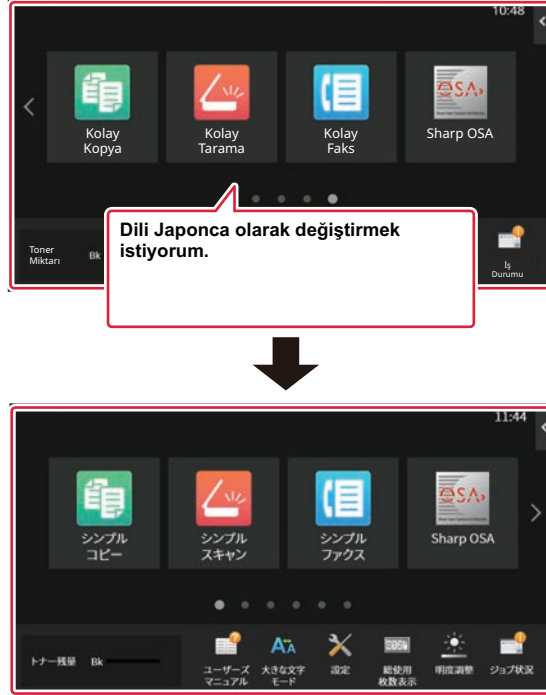 10:48
Kolay
Kopya
Kolay
Tarama
Kolay
Faks
OSA
Sharp OSA
Dili Japonca olarak değiştirmek
istiyorum.
Toner
Miktarı
Bk
İş
Durumu
11:44
シンプル
コピー
シンプル
スキャン
シンプル
ファクス
OSA
Sharp OSA
トナー残量 Bk
ユーザーズ
マニュアル
大きな文字
モード
設定
総使用
枚数表示
明度調整
ジョブ状況